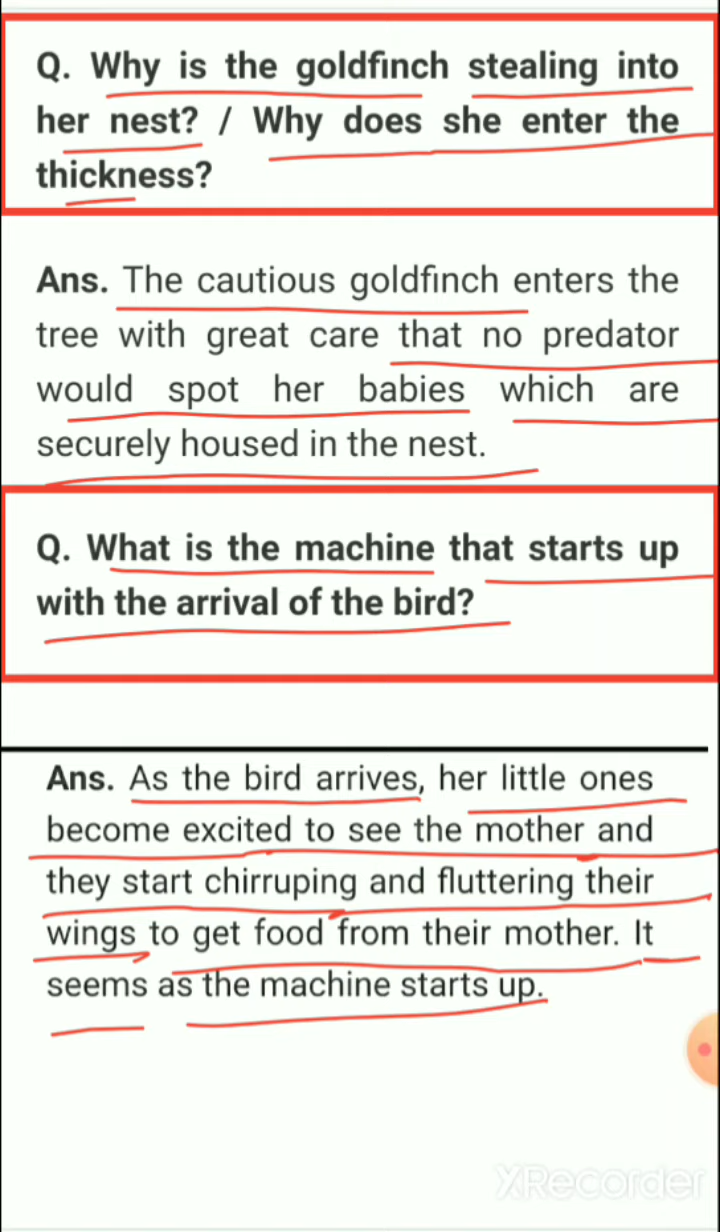 Q. Why is the goldfinch stealing into
her nest? / Why does she enter the
thickness?
Ans. The cautious goldfinch enters the
tree with great care that no predator
would spot her babies which are
securely housed in the nest.
Q. What is the machine that starts up
with the arrival of the bird?
Ans. As the bird arrives, her little ones
become excited to see the mother and
they start chirruping and fluttering their
wings to get food from their mother. It
seems as the machine starts up.
XRecorder